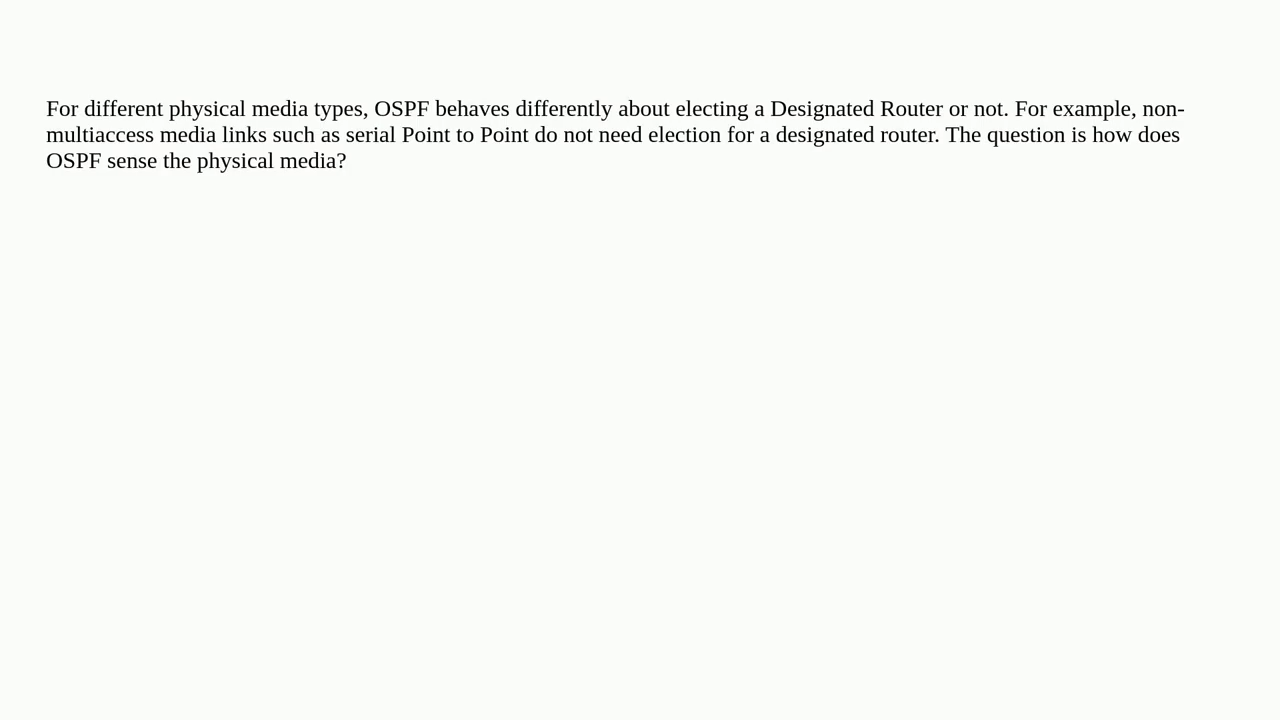 For different physical media types, OSPF behaves differently about electing a Designated Router or not. For example, non-
multiaccess media links such as serial Point to Point do not need election for a designated router. The question is how does
OSPF sense the physical media?